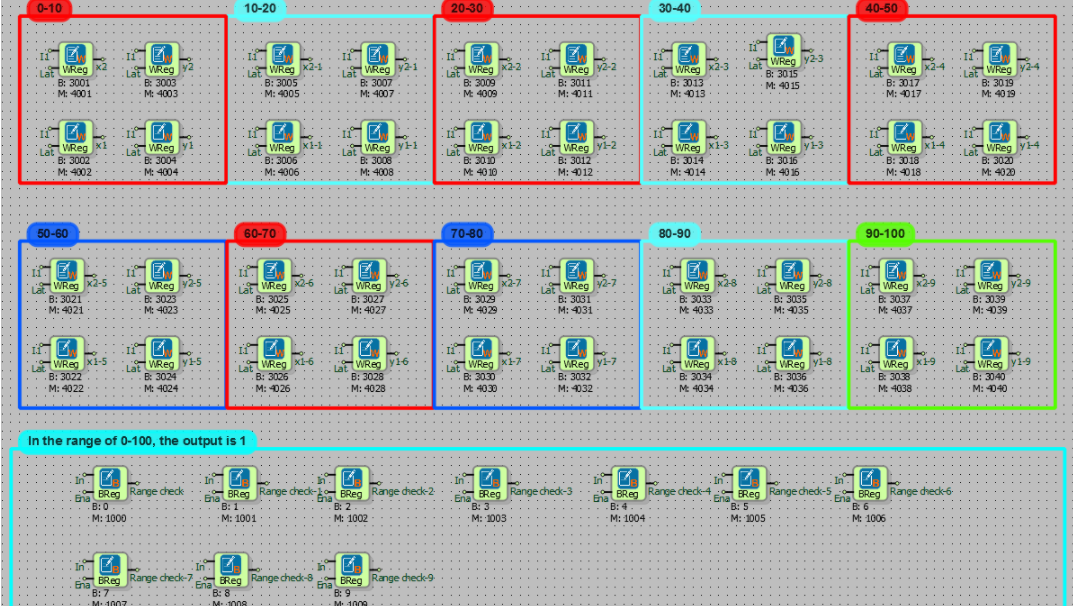 0-10 10-20 20-30 30-40 40-50
I1 WReg x2 I1 WReg y2 I1 WReg x2-1 I1 WReg y2-1 I1 WReg x2-2 I1 WReg y2-2 I1 WReg x2-3 I1 WReg y2-3 I1 WReg x2-4 I1 WReg y2-4
Lat Lat Lat Lat Lat Lat Lat Lat Lat Lat
B: 3001 B: 3003 B: 3005 B: 3007 B: 3009 B: 3011 B: 3013 B: 3015 B: 3017 B: 3019
M: 4001 M: 4003 M: 4005 M: 4007 M: 4009 M: 4011 M: 4013 M: 4015 M: 4017 M: 4019
I1 WReg x1 I1 WReg y1 I1 WReg x1-1 I1 WReg y1-1 I1 WReg x1-2 I1 WReg y1-2 I1 WReg x1-3 I1 WReg y1-3 I1 WReg x1-4 I1 WReg y1-4
Lat Lat Lat Lat Lat Lat Lat Lat Lat Lat
B: 3002 B: 3004 B: 3006 B: 3008 B: 3010 B: 3012 B: 3014 B: 3016 B: 3018 B: 3020
M: 4002 M: 4004 M: 4006 M: 4008 M: 4010 M: 4012 M: 4014 M: 4016 M: 4018 M: 4020
50-60 60-70 70-80 80-90 90-100
I1 WReg x2-5 I1 WReg y2-5 I1 WReg x2-6 I1 WReg y2-6 I1 WReg x2-7 I1 WReg y2-7 I1 WReg x2-8 I1 WReg y2-8 I1 WReg x2-9 I1 WReg y2-9
Lat Lat Lat Lat Lat Lat Lat Lat Lat Lat
B: 3021 B: 3023 B: 3025 B: 3027 B: 3029 B: 3031 B: 3033 B: 3035 B: 3037 B: 3039
M: 4021 M: 4023 M: 4025 M: 4027 M: 4029 M: 4031 M: 4033 M: 4035 M: 4037 M: 4039
I1 WReg x1-5 I1 WReg y1-5 I1 WReg x1-6 I1 WReg y1-6 I1 WReg x1-7 I1 WReg y1-7 I1 WReg x1-8 I1 WReg y1-8 I1 WReg x1-9 I1 WReg y1-9
Lat Lat Lat Lat Lat Lat Lat Lat Lat Lat
B: 3022 B: 3024 B: 3026 B: 3028 B: 3030 B: 3032 B: 3034 B: 3036 B: 3038 B: 3040
M: 4022 M: 4024 M: 4026 M: 4028 M: 4030 M: 4032 M: 4034 M: 4036 M: 4038 M: 4040
In the range of 0-100, the output is 1
In BReg Range check In BReg Range check-1 In BReg Range check-2 In BReg Range check-3 In BReg Range check-4 In BReg Range check-5 In BReg Range check-6
Ena Ena Ena Ena Ena Ena Ena
B: 0 B: 1 B: 2 B: 3 B: 4 B: 5 B: 6
M: 1000 M: 1001 M: 1002 M: 1003 M: 1004 M: 1005 M: 1006
In BReg Range check-7 In BReg Range check-8 In BReg Range check-9
Ena Ena Ena
B: 7 B: 8 B: 9
M: 1007 M: 1008 M: 1009